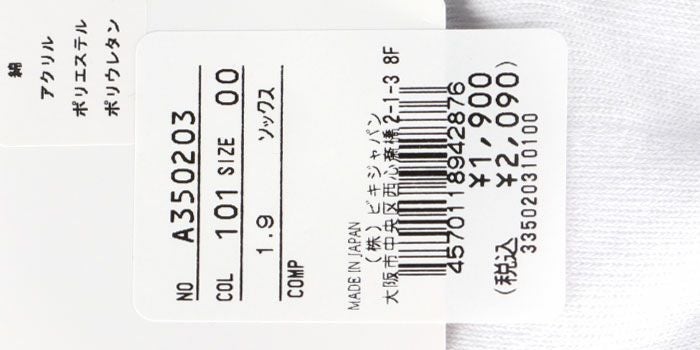 綿
アクリル
ポリエステル
ポリウレタン
NO A350203
COL 101 SIZE 00
1.9 ソックス
COMP
MADE IN JAPAN
(株)ビキジャパン
大阪市中央区西心斎橋2-1-3 8F
4570118942876
¥1,900
(税込 ¥2,090)
335020310100